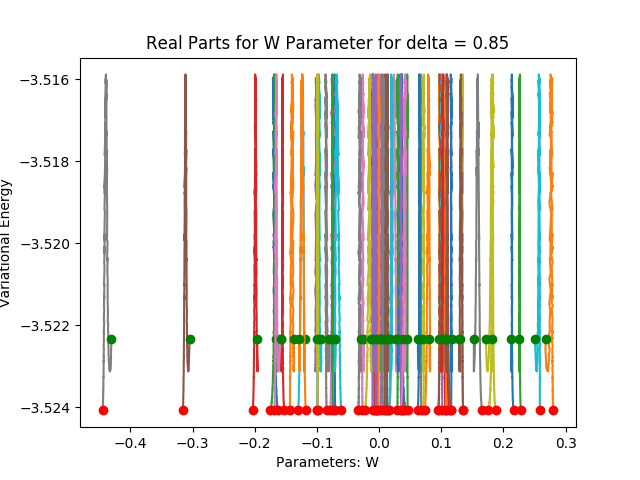 Real Parts for W Parameter for delta = 0.85
−3.516
−3.518
−3.520
−3.522
−3.524
Variational Energy
−0.4 −0.3 −0.2 −0.1 0.0 0.1 0.2 0.3
Parameters: W